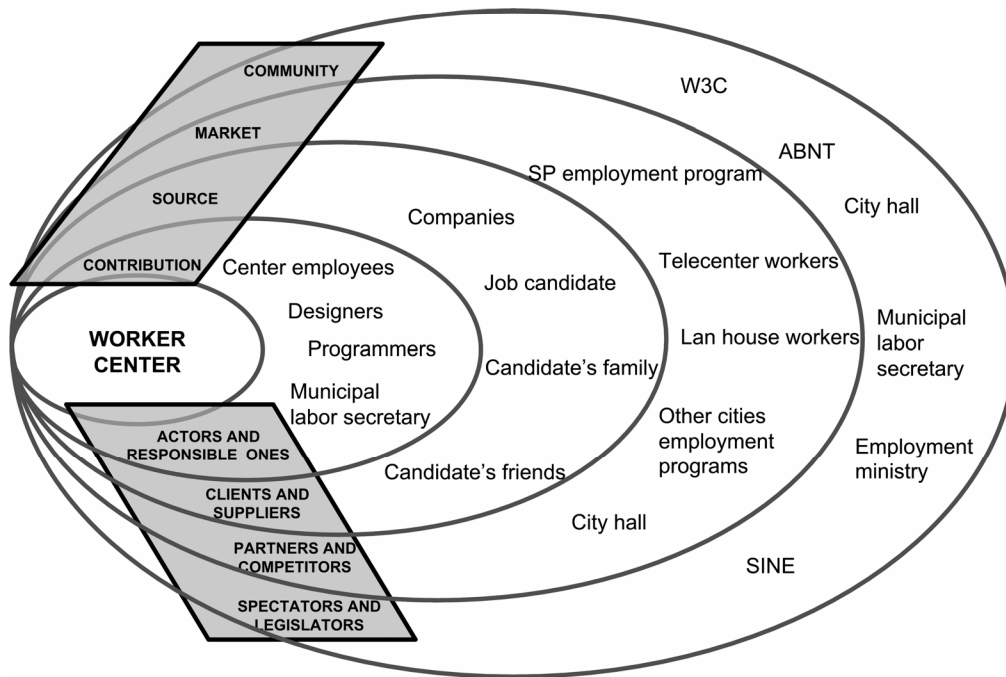 COMMUNITY
MARKET
SOURCE
CONTRIBUTION
WORKER
CENTER
ACTORS AND
RESPONSIBLE ONES
CLIENTS AND
SUPPLIERS
PARTNERS AND
COMPETITORS
SPECTATORS AND
LEGISLATORS
Center employees
Designers
Programmers
Municipal
labor secretary
Companies
Job candidate
Candidate's family
Candidate's friends
SP employment program
Telecenter workers
Lan house workers
Other cities
employment
programs
City hall
W3C
ABNT
City hall
Municipal
labor
secretary
Employment
ministry
SINE